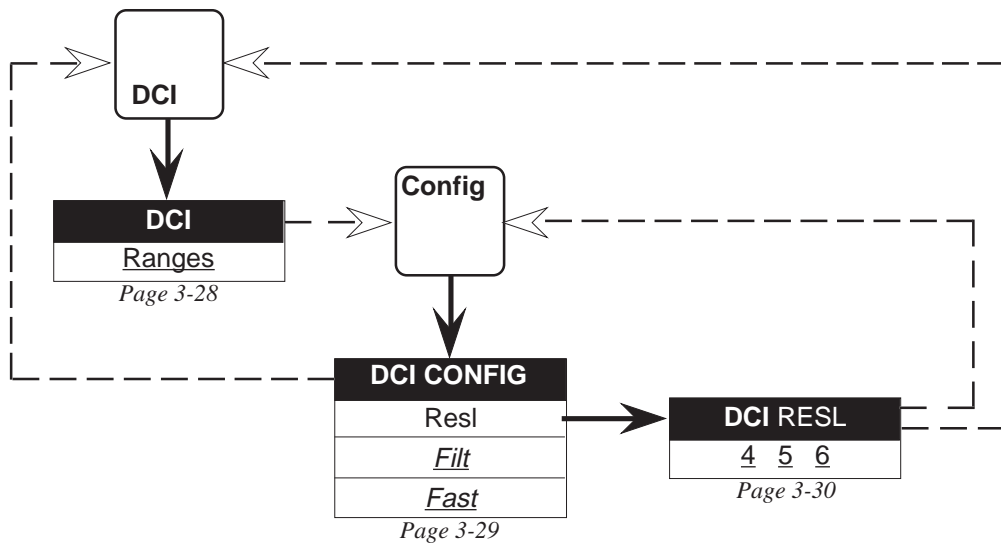 DCI
Config
DCI
Ranges
Page 3-28
DCI CONFIG
Resl
Filt
Fast
Page 3-29
DCI RESL
4 5 6
Page 3-30